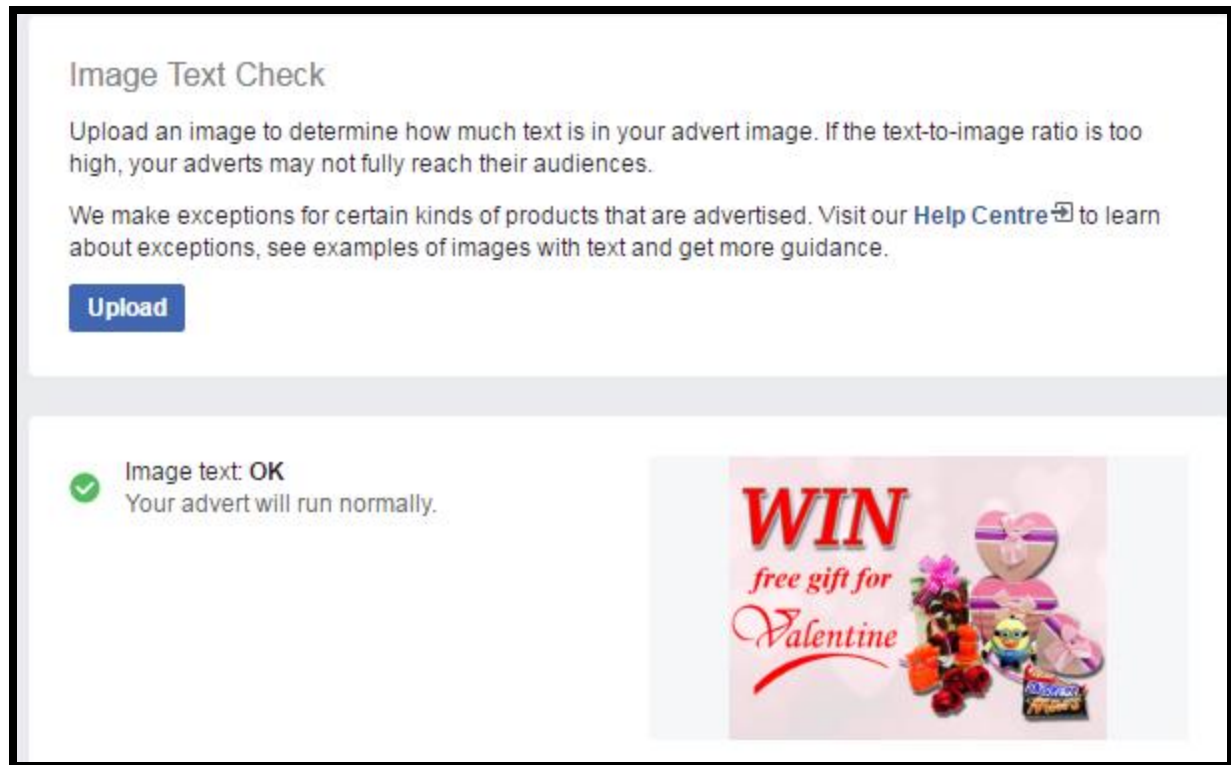 Image Text Check
Upload an image to determine how much text is in your advert image. If the text-to-image ratio is too
high, your adverts may not fully reach their audiences.
We make exceptions for certain kinds of products that are advertised. Visit our Help Centre to learn
about exceptions, see examples of images with text and get more guidance.
Upload
Image text: OK
Your advert will run normally.
WIN
free gift for
Valentine